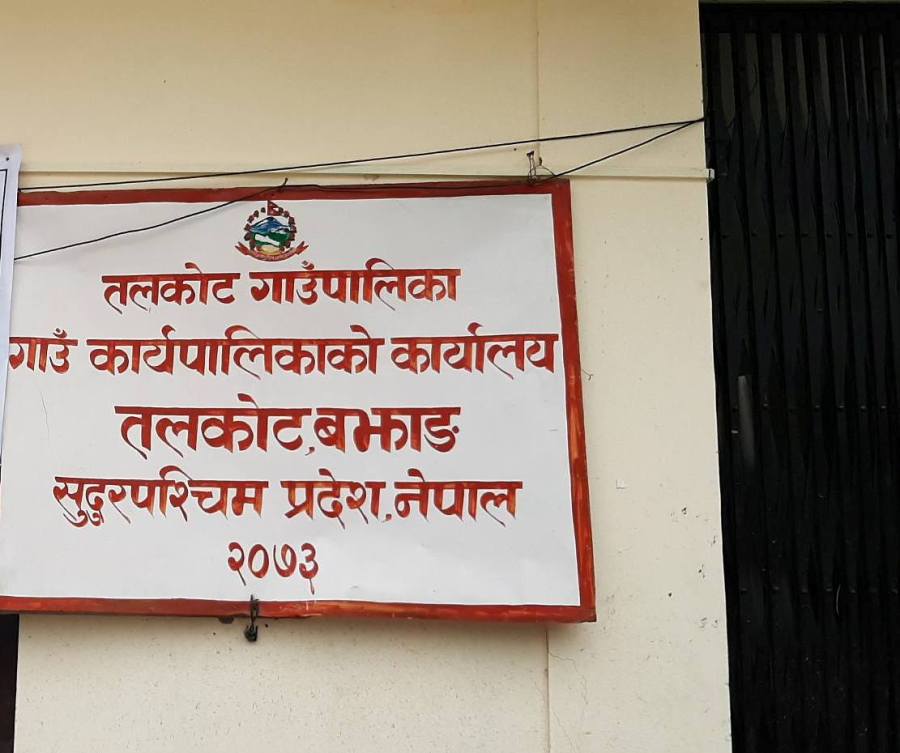 तलकोट गाउँपालिका
गाउँ कार्यपालिकाको कार्यालय
तलकोट, बझाङ
सुदूरपश्चिम प्रदेश, नेपाल
२०७३